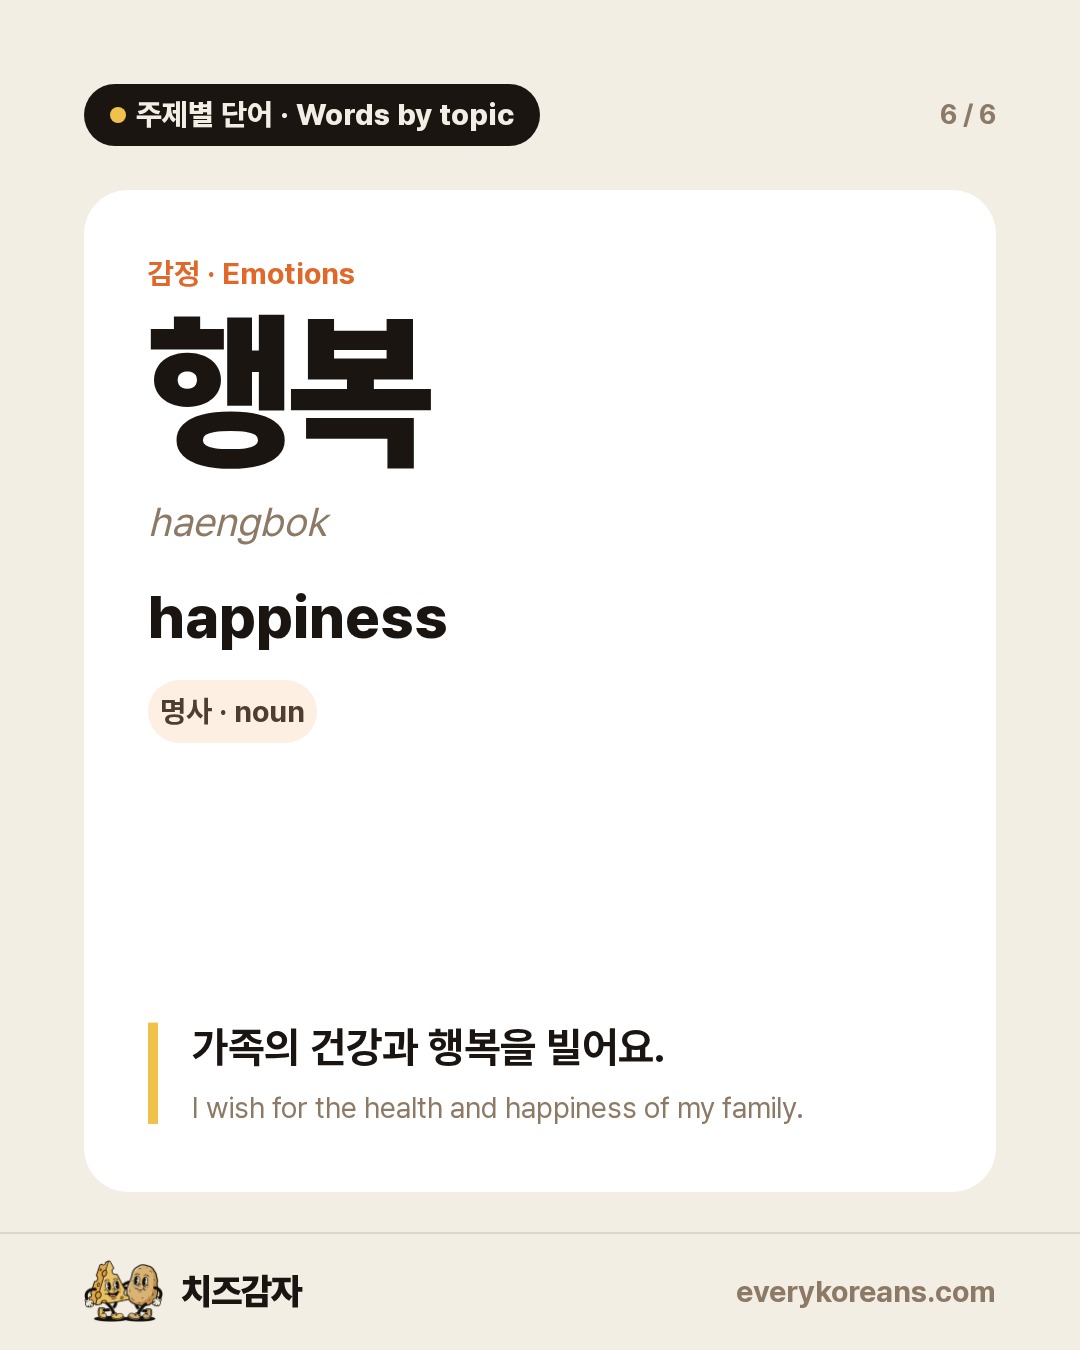 주제별 단어 · Words by topic
6 / 6
감정 · Emotions
행복
haengbok
happiness
명사 · noun
가족의 건강과 행복을 빌어요.
I wish for the health and happiness of my family.
치즈감자
everykoreans.com